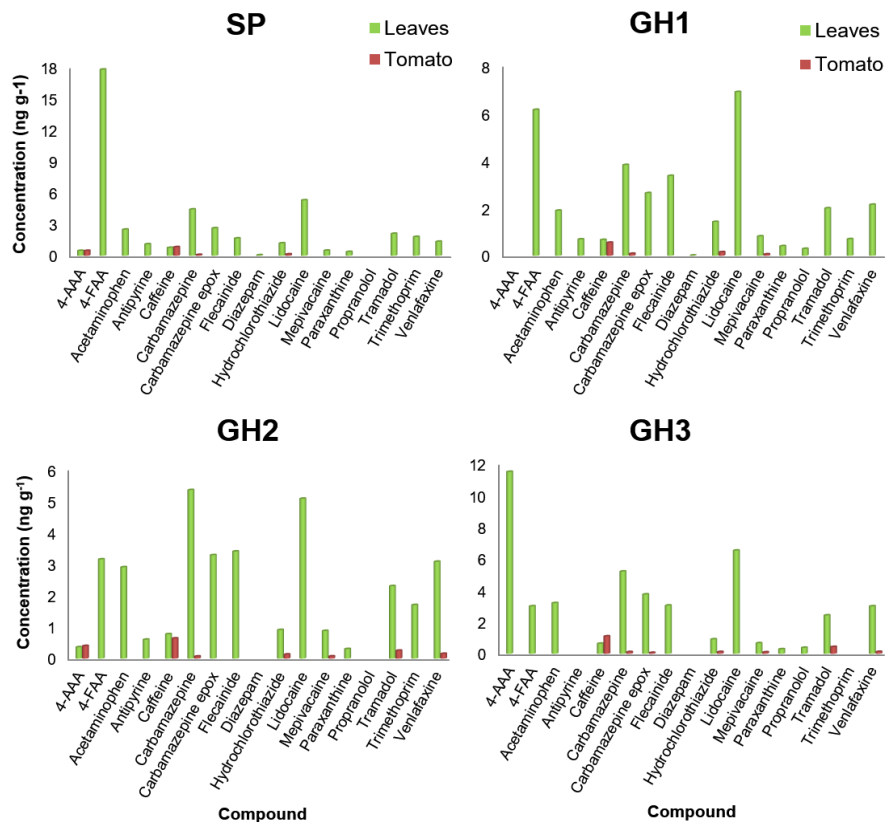 SP
Leaves
Tomato
Concentration (ng g-1)
18
15
12
9
6
3
0
4-AAA
4-FAA
Acetaminophen
Antipyrine
Caffeine
Carbamazepine
Carbamazepine epox
Flecainide
Diazepam
Hydrochlorothiazide
Lidocaine
Mepivacaine
Paraxanthine
Propranolol
Tramadol
Trimethoprim
Venlafaxine
GH1
Leaves
Tomato
8
6
4
2
0
4-AAA
4-FAA
Acetaminophen
Antipyrine
Caffeine
Carbamazepine
Carbamazepine epox
Flecainide
Diazepam
Hydrochlorothiazide
Lidocaine
Mepivacaine
Paraxanthine
Propranolol
Tramadol
Trimethoprim
Venlafaxine
GH2
Concentration (ng g⁻¹)
6
5
4
3
2
1
0
4-AAA
4-FAA
Acetaminophen
Antipyrine
Caffeine
Carbamazepine
Carbamazepine epox
Flecainide
Diazepam
Hydrochlorothiazide
Lidocaine
Mepivacaine
Paraxanthine
Propranolol
Tramadol
Trimethoprim
Venlafaxine
Compound
GH3
12
10
8
6
4
2
0
4-AAA
4-FAA
Acetaminophen
Antipyrine
Caffeine
Carbamazepine
Carbamazepine epox
Flecainide
Diazepam
Hydrochlorothiazide
Lidocaine
Mepivacaine
Paraxanthine
Propranolol
Tramadol
Trimethoprim
Venlafaxine
Compound